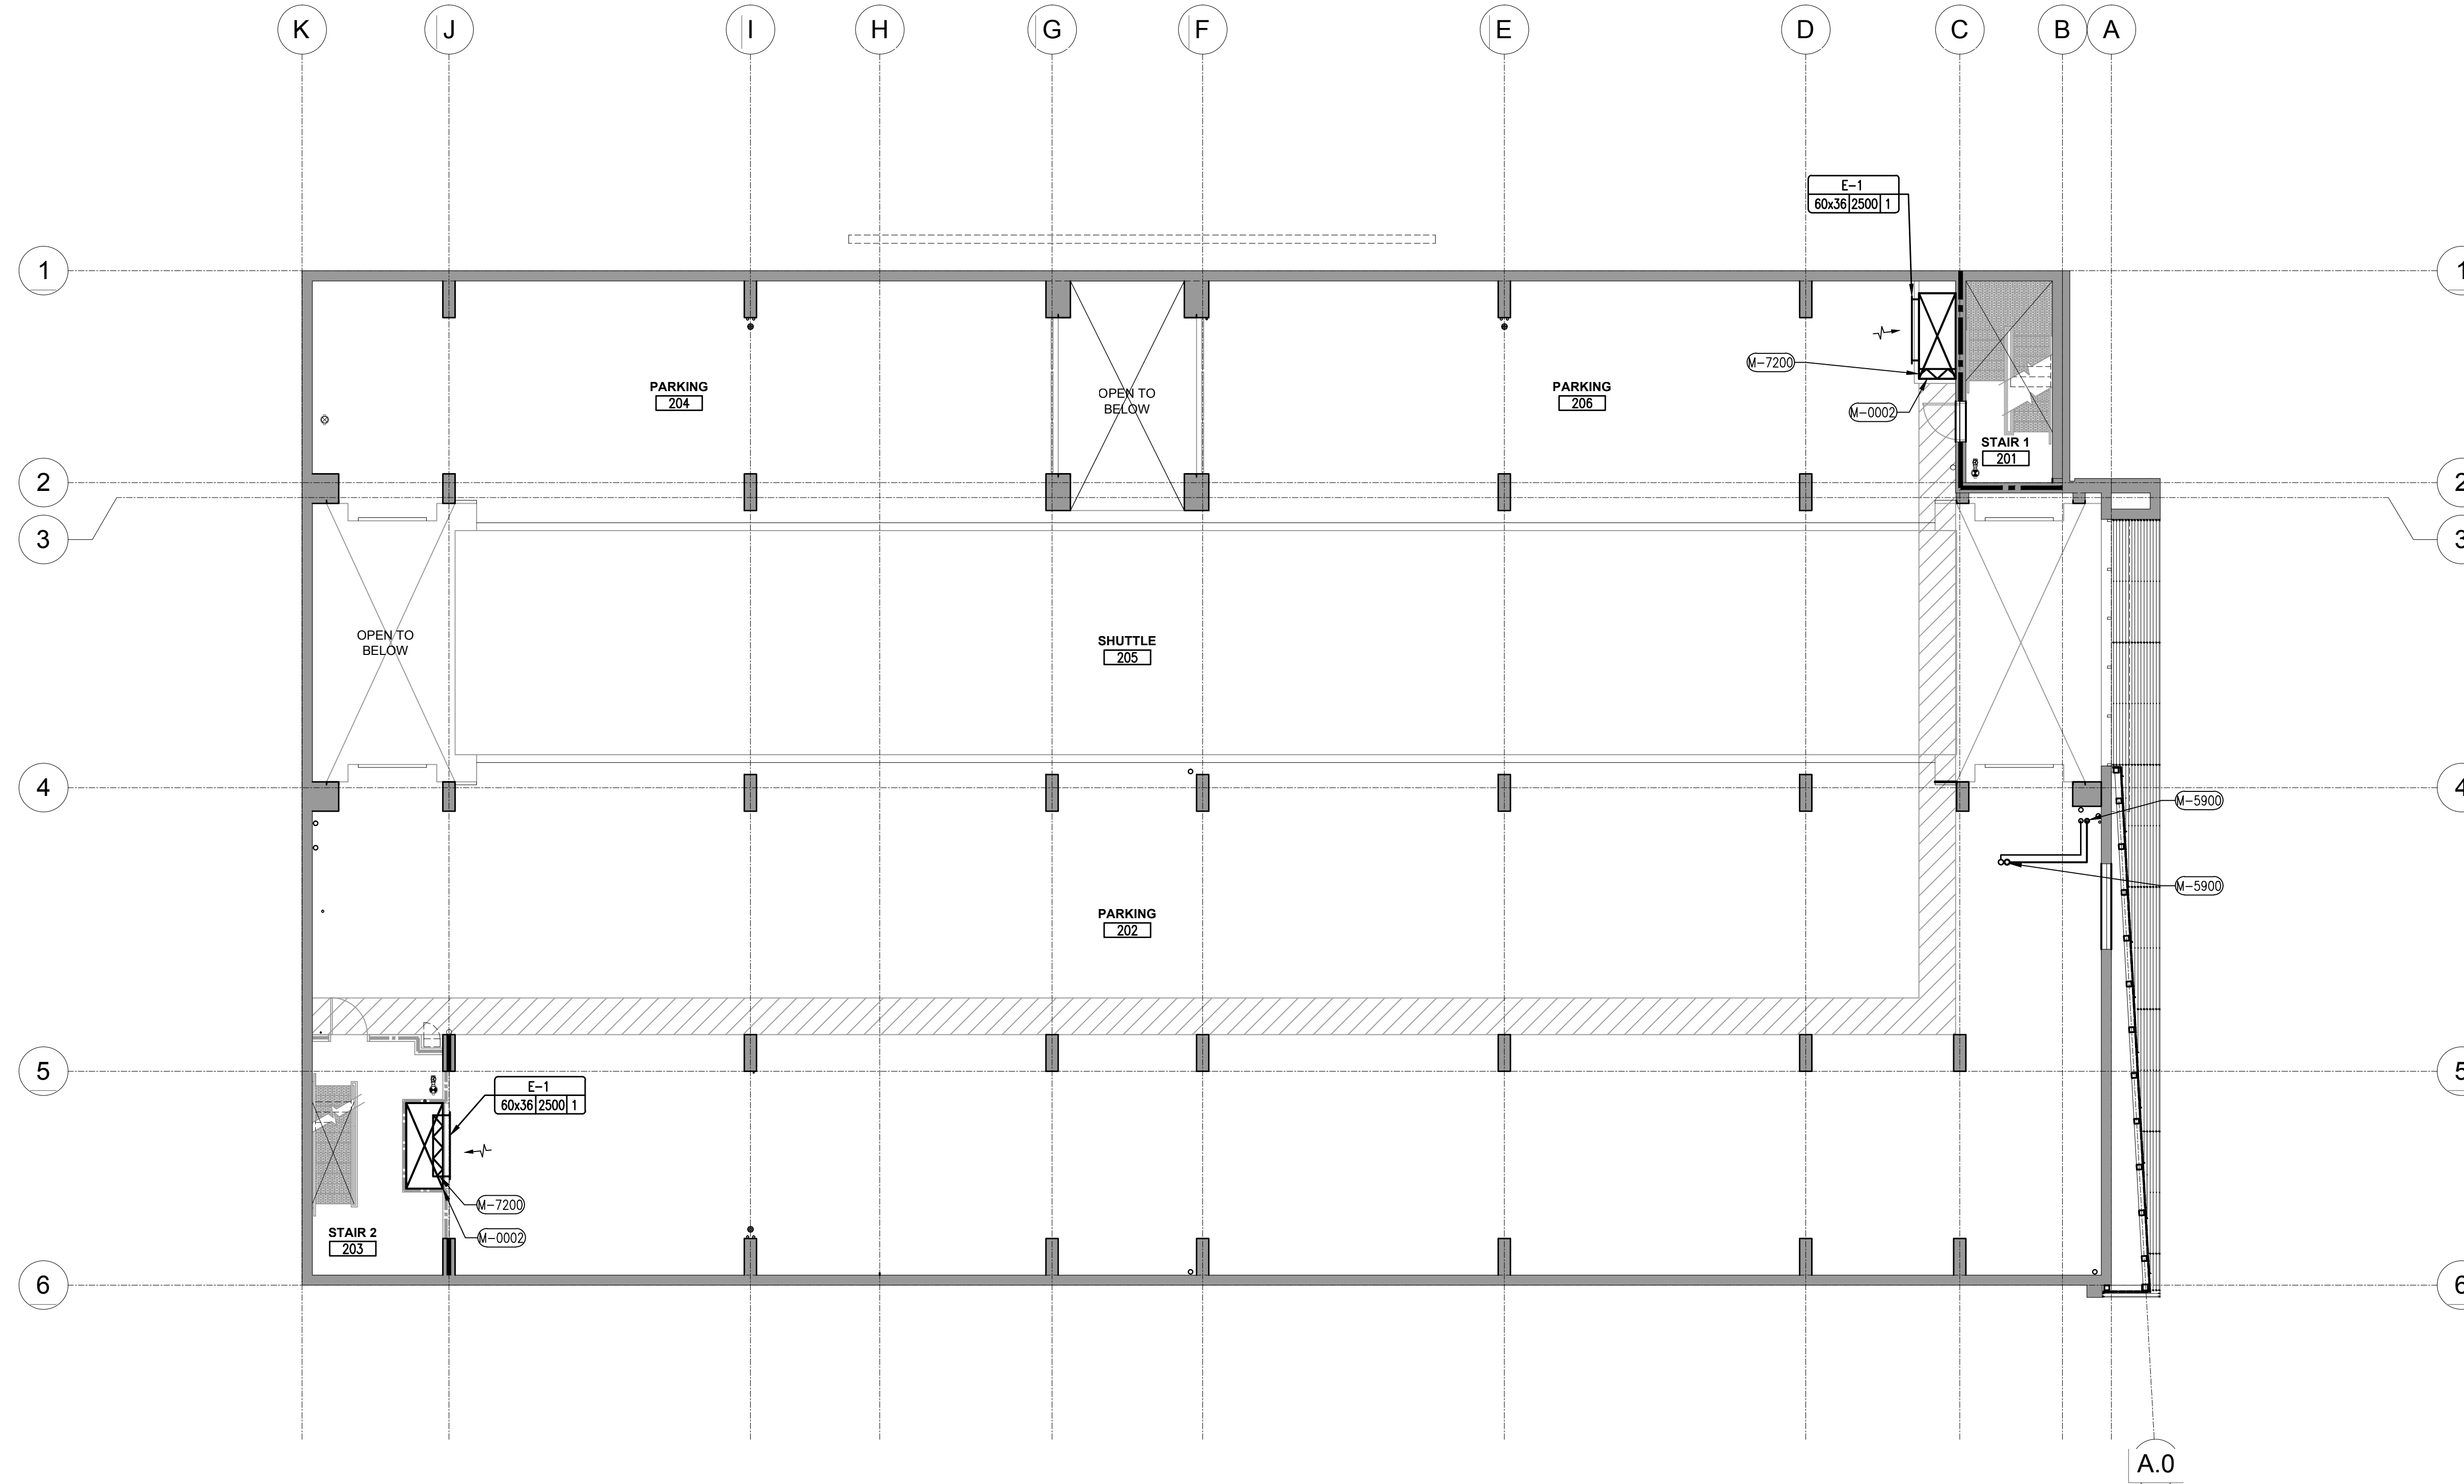 K J I H G F E D C B A
E-1
60x36 2500 1
1 1
M-7200
PARKING
204
OPEN TO
BELOW
PARKING
206
M-0002
STAIR 1
201
2 2
3 3
OPEN TO
BELOW
SHUTTLE
205
4 4
M-5900
M-5900
PARKING
202
5 5
E-1
60x36 2500 1
M-7200
STAIR 2
203
M-0002
6 6
A.0